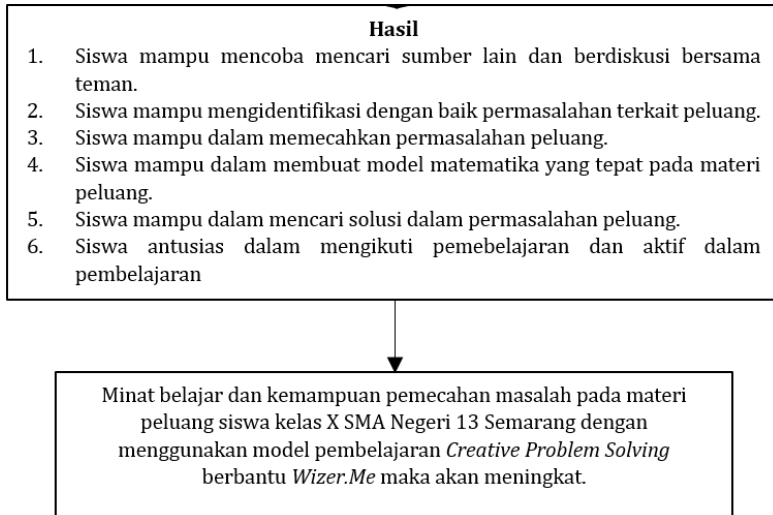 Hasil
1. Siswa mampu mencoba mencari sumber lain dan berdiskusi bersama
teman.
2. Siswa mampu mengidentifikasi dengan baik permasalahan terkait peluang.
3. Siswa mampu dalam memecahkan permasalahan peluang.
4. Siswa mampu dalam membuat model matematika yang tepat pada materi
peluang.
5. Siswa mampu dalam mencari solusi dalam permasalahan peluang.
6. Siswa antusias dalam mengikuti pemebelajaran dan aktif dalam
pembelajaran
Minat belajar dan kemampuan pemecahan masalah pada materi
peluang siswa kelas X SMA Negeri 13 Semarang dengan
menggunakan model pembelajaran Creative Problem Solving
berbantu Wizer.Me maka akan meningkat.